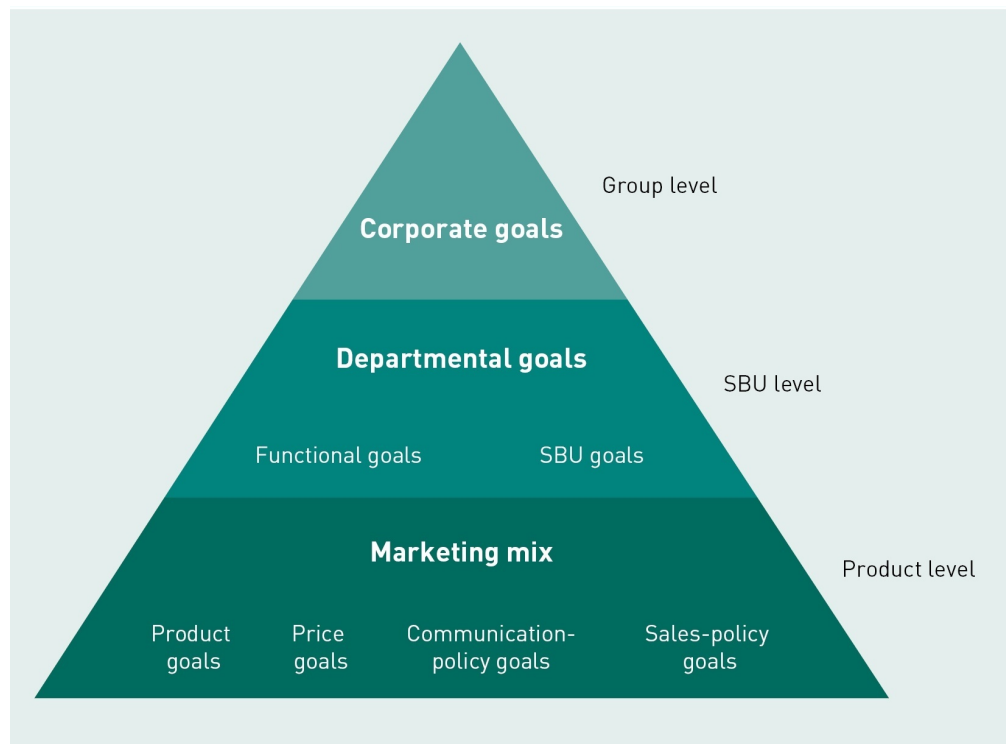 Group level
Corporate goals
Departmental goals
SBU level
Functional goals
SBU goals
Marketing mix
Product level
Product
goals
Price
goals
Communication-
policy goals
Sales-policy
goals